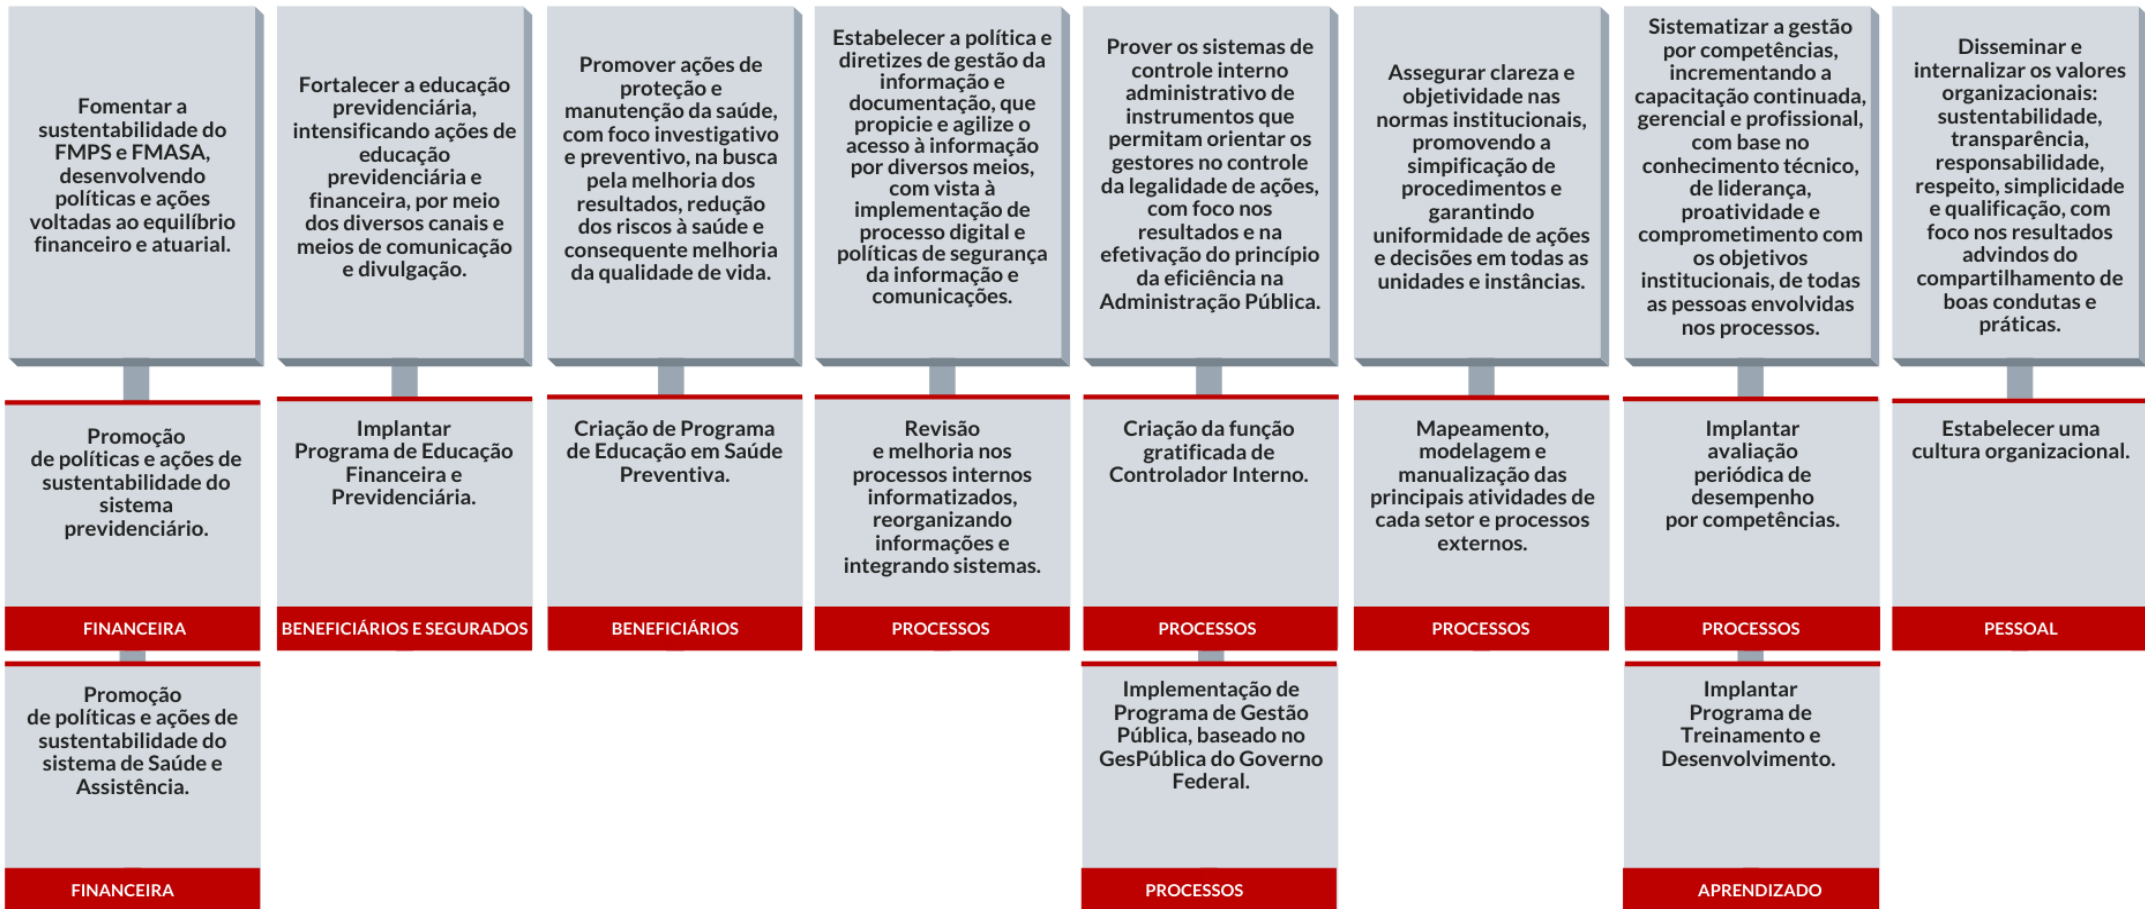 Fomentar a
sustentabilidade do
FMPS e FMASA,
desenvolvendo
políticas e ações
voltadas ao equilíbrio
financeiro e atuarial.
Fortalecer a educação
previdenciária,
intensificando ações de
educação
previdenciária e
financeira, por meio
dos diversos canais e
meios de comunicação
e divulgação.
Promover ações de
proteção e
manutenção da saúde,
com foco investigativo
e preventivo, na busca
pela melhoria dos
resultados, redução
dos riscos à saúde e
consequente melhoria
da qualidade de vida.
Estabelecer a política e
diretizes de gestão da
informação e
documentação, que
propicie e agilize o
acesso à informação
por diversos meios,
com vista à
implementação de
processo digital e
políticas de segurança
da informação e
comunicações.
Prover os sistemas de
controle interno
administrativo de
instrumentos que
permitam orientar os
gestores no controle
da legalidade de ações,
com foco nos
resultados e na
efetivação do princípio
da eficiência na
Administração Pública.
Assegurar clareza e
objetividade nas
normas institucionais,
promovendo a
simpificação de
procedimentos e
garantindo
uniformidade de ações
e decisões em todas as
unidades e instâncias.
Sistematizar a gestão
por competências,
incrementando a
capacitação continuada,
gerencial e profissional,
com base no
conhecimento técnico,
de liderança,
proatividade e
comprometimento com
os objetivos
institucionais, de todas
as pessoas envolvidas
nos processos.
Disseminar e
internalizar os valores
organizacionais:
sustentabilidade,
transparência,
responsabilidade,
respeito, simplicidade
e qualificação, com
foco nos resultados
advindos do
compartilhamento de
boas condutas e
práticas.
Promoção
de políticas e ações de
sustentabilidade do
sistema
previdenciário.
FINANCEIRA
Implantar
Programa de Educação
Financeira e
Previdenciária.
BENEFICIÁRIOS E SEGURADOS
Criação de Programa
de Educação em Saúde
Preventiva.
BENEFICIÁRIOS
Revisão
e melhoria nos
processos internos
informatizados,
reorganizando
informações e
integrando sistemas.
PROCESSOS
Criação da função
gratificada de
Controlador Interno.
PROCESSOS
Mapeamento,
modelagem e
manualização das
principais atividades de
cada setor e processos
externos.
PROCESSOS
Implantar
avaliação
periódica de
desempenho
por competências.
PROCESSOS
Estabelecer uma
cultura organizacional.
PESSOAL
Promoção
de políticas e ações de
sustentabilidade do
sistema de Saúde e
Assistência.
FINANCEIRA
Implementação de
Programa de Gestão
Pública, baseado no
GesPública do Governo
Federal.
PROCESSOS
Implantar
Programa de
Treinamento e
Desenvolvimento.
APRENDIZADO